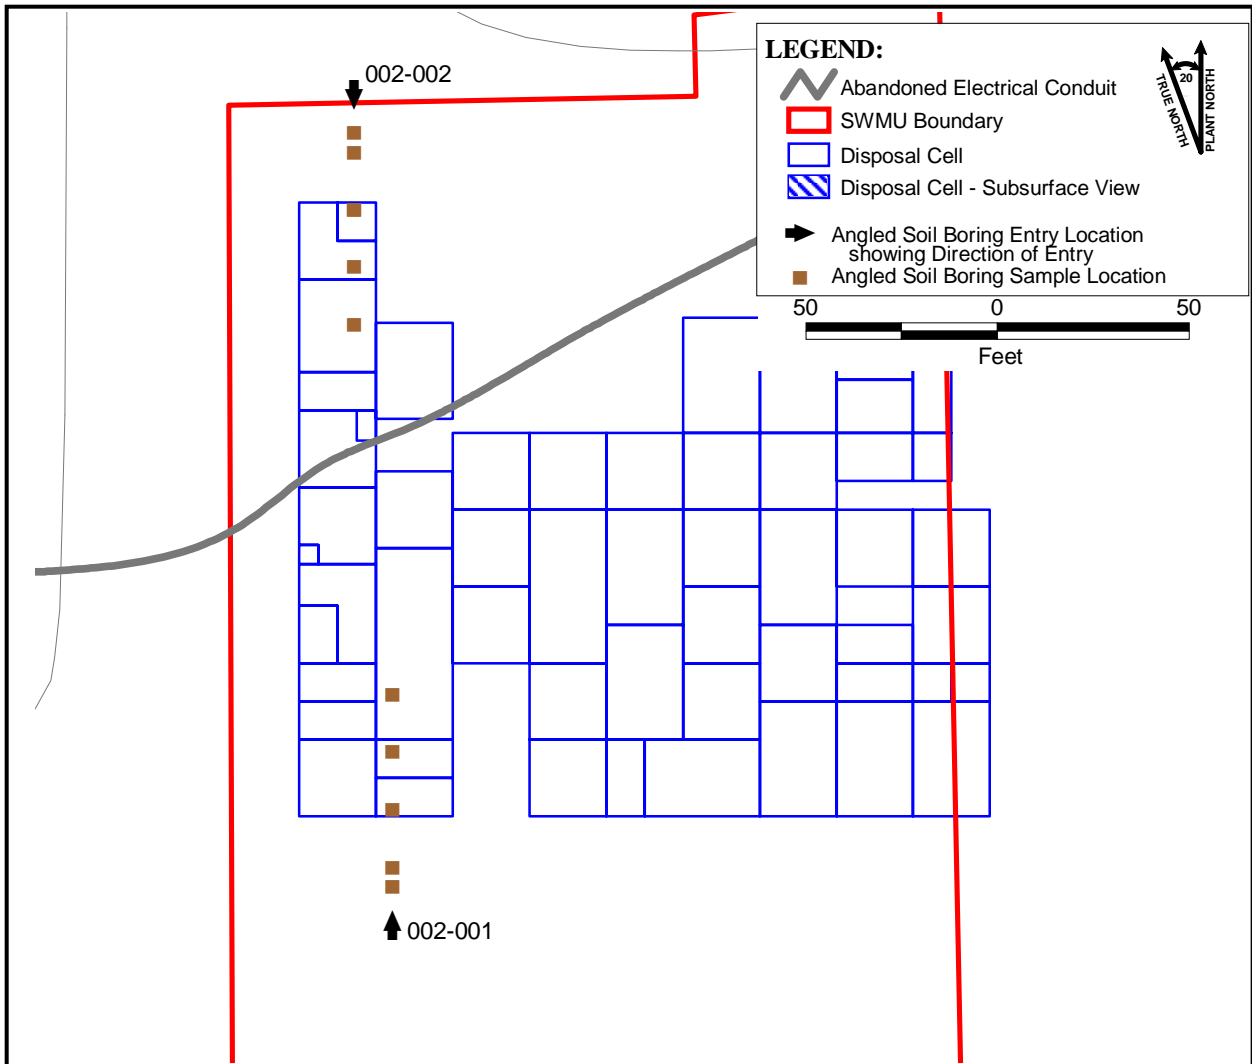 002-002
LEGEND:
Abandoned Electrical Conduit
SWMU Boundary
Disposal Cell
Disposal Cell - Subsurface View
Angled Soil Boring Entry Location
showing Direction of Entry
Angled Soil Boring Sample Location
20
TRUE NORTH
PLANT NORTH
50 0 50
Feet
002-001